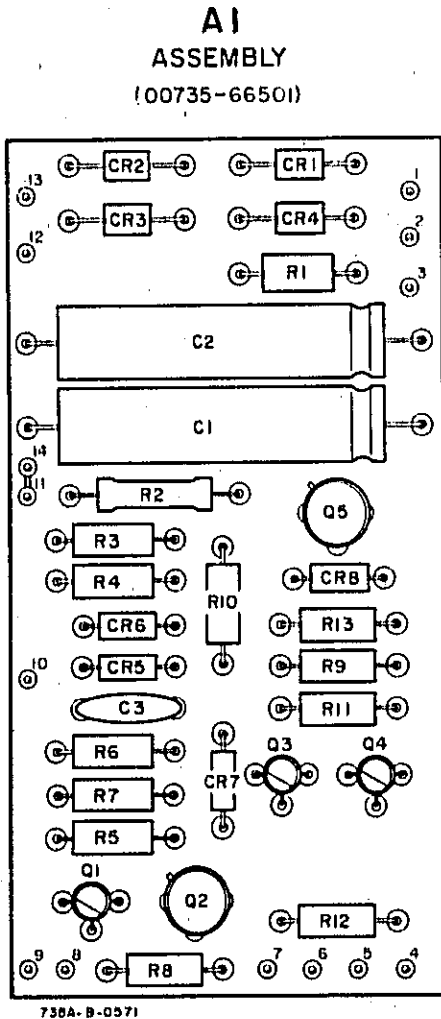 A1
ASSEMBLY
(00735-66501)
13 CR2 CR1 1
CR3 CR4 2
12
R1 3
C2
C1
14
11 R2 Q5
R3
R4 CR8
R10
CR6 R13
CR5 R9
10
C3 R11
R6 Q3 Q4
CR7
R7
R5
Q1
Q2
R12
9 8 R8 7 6 5 4
735A-B-0571